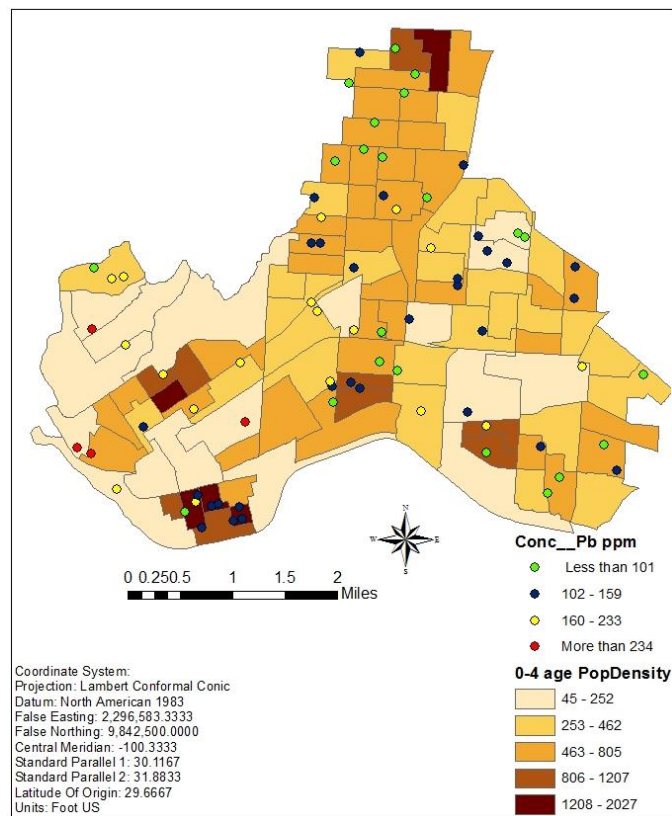 N
W E
S
0 0.25 0.5 1 1.5 2
Miles
Conc__Pb ppm
Less than 101
102 - 159
160 - 233
More than 234
0-4 age PopDensity
45 - 252
253 - 462
463 - 805
806 - 1207
1208 - 2027
Coordinate System:
Projection: Lambert Conformal Conic
Datum: North American 1983
False Easting: 2,296,583.3333
False Northing: 9,842,500.0000
Central Meridian: -100.3333
Standard Parallel 1: 30.1167
Standard Parallel 2: 31.8833
Latitude Of Origin: 29.6667
Units: Foot US